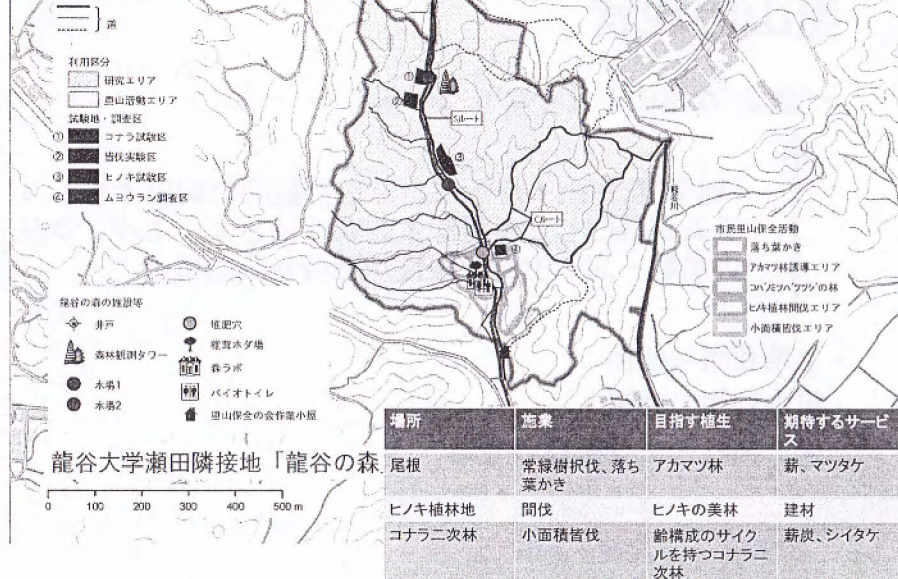 道
利用区分
研究エリア
里山活動エリア
試験地・調査区
① コナラ試験区
② 皆伐実験区
③ ヒノキ試験区
④ ムヨウラン調査区
①
②
Sルート
③
Cルート
④
市民里山保全活動
落ち葉かき
アカマツ林誘導エリア
コバノミツバツツジの林
ヒノキ植林間伐エリア
小面積皆伐エリア
龍谷の森の施設等
井戸
森林観測タワー
水場1
水場2
堆肥穴
椎茸ホダ場
森ラボ
バイオトイレ
里山保全の会作業小屋
龍谷大学瀬田隣接地「龍谷の森
0 100 200 300 400 500 m
場所 施業 目指す植生 期待するサービ
ス
尾根 常緑樹択伐、落ち
葉かき アカマツ林 薪、マツタケ
ヒノキ植林地 間伐 ヒノキの美林 建材
コナラ二次林 小面積皆伐 齢構成のサイク
ルを持つコナラ二
次林 薪炭、シイタケ